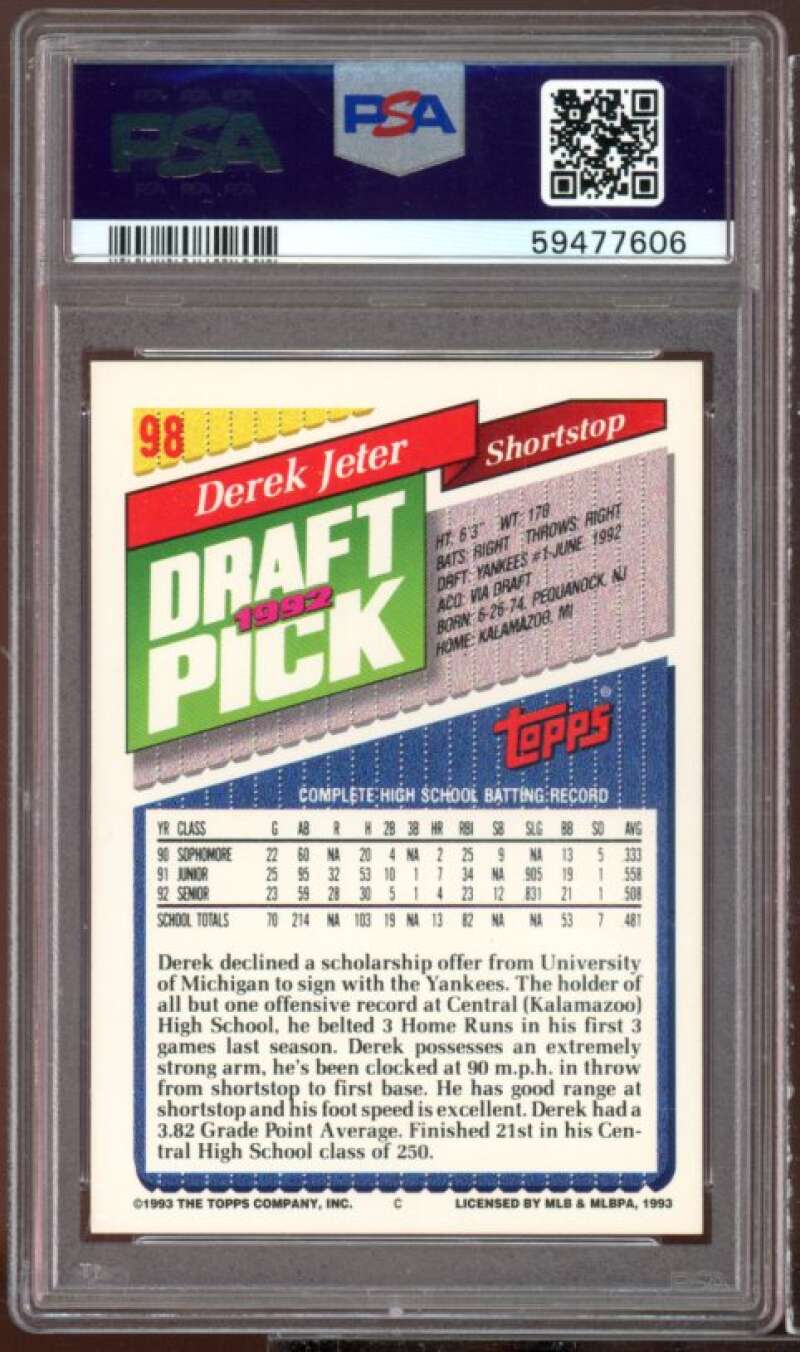 PSA
PSA
59477606
98
Derek Jeter
Shortstop
DRAFT
1992
PICK
HT: 6'3" WT: 178
BATS: RIGHT THROWS: RIGHT
DRFT: YANKEES #1-JUNE 1992
ACQ: VIA DRAFT
BORN: 6-26-74, PEQUANOCK, NJ
HOME: KALAMAZOO, MI
TOPPS®
COMPLETE HIGH SCHOOL BATTING RECORD
YR CLASS G AB R H 2B 3B HR RBI SB SLG BB SO AVG
90 SOPHOMORE 22 60 NA 20 4 NA 2 25 9 NA 13 5 .333
91 JUNIOR 25 95 32 53 10 1 7 34 NA .905 19 1 .558
92 SENIOR 23 59 28 30 5 1 4 23 12 .831 21 1 .508
SCHOOL TOTALS 70 214 NA 103 19 NA 13 82 NA NA 53 7 .481
Derek declined a scholarship offer from University
of Michigan to sign with the Yankees. The holder of
all but one offensive record at Central (Kalamazoo)
High School, he belted 3 Home Runs in his first 3
games last season. Derek possesses an extremely
strong arm, he's been clocked at 90 m.p.h. in throw
from shortstop to first base. He has good range at
shortstop and his foot speed is excellent. Derek had a
3.82 Grade Point Average. Finished 21st in his Cen-
tral High School class of 250.
©1993 THE TOPPS COMPANY, INC. C LICENSED BY MLB & MLBPA, 1993